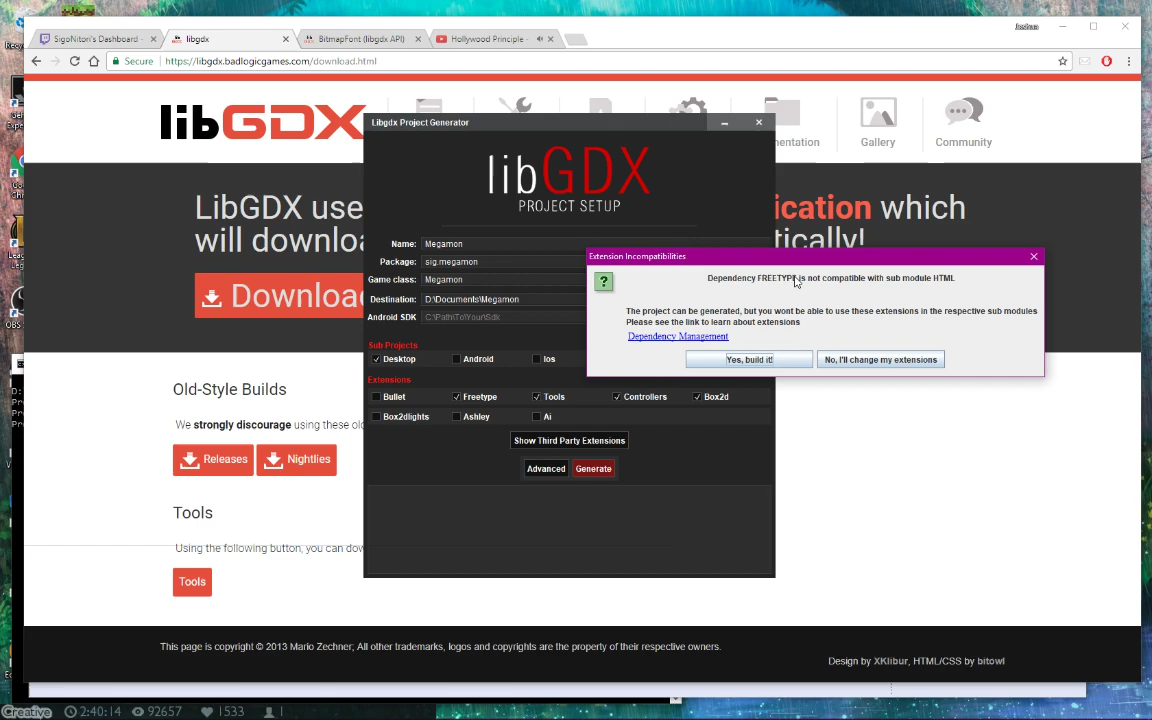 Joshua
SigoNitori's Dashboard -
libgdx
BitmapFont (libgdx API)
Hollywood Principle -
Secure
https://libgdx.badlogicgames.com/download.html
libGDX
Gallery
Community
LibGDX
ication which
tically!
Libgdx Project Generator
libGDX
PROJECT SETUP
Name: Megamon
Package: sig.megamon
Game class: Megamon
Destination: D:\Documents\Megamon
Android SDK C:\Path\To\Your\Sdk
Sub Projects
Desktop Android Ios
Extensions
Bullet Freetype Tools Controllers Box2d
Box2dlights Ashley Ai
Show Third Party Extensions
Advanced Generate
Extension Incompatibilities
Dependency FREETYPE is not compatible with sub module HTML
The project can be generated, but you wont be able to use these extensions in the respective sub modules
Please see the link to learn about extensions
Dependency Management
Yes, build it!
No, I'll change my extensions
Old-Style Builds
We strongly discourage using these
Releases
Nightlies
Tools
Using the following button, you can
Tools
This page is copyright © 2013 Mario Zechner; All other trademarks, logos and copyrights are the property of their respective owners.
Design by XKlibur, HTML/CSS by bitowl
Creative 2:40:14 92657 1533 1